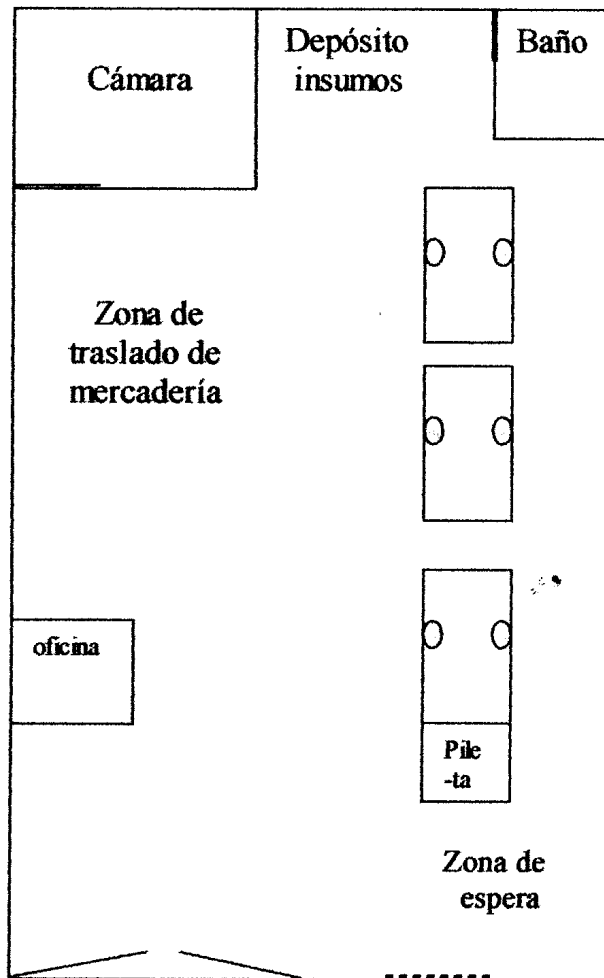 Cámara
Depósito
insumos
Baño
Zona de
traslado de
mercadería
oficina
Pile
-ta
Zona de
espera